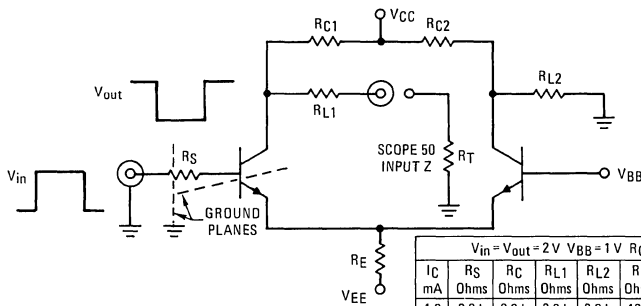 VCC
RC1
RC2
Vout
RL1
RL2
RS
SCOPE 50
INPUT Z
RT
Vin
VBB
GROUND
PLANES
RE
VEE
Vin = Vout = 2 V VBB = 1 V
IC RS RC RL1 RL2
mA Ohms Ohms Ohms Ohms